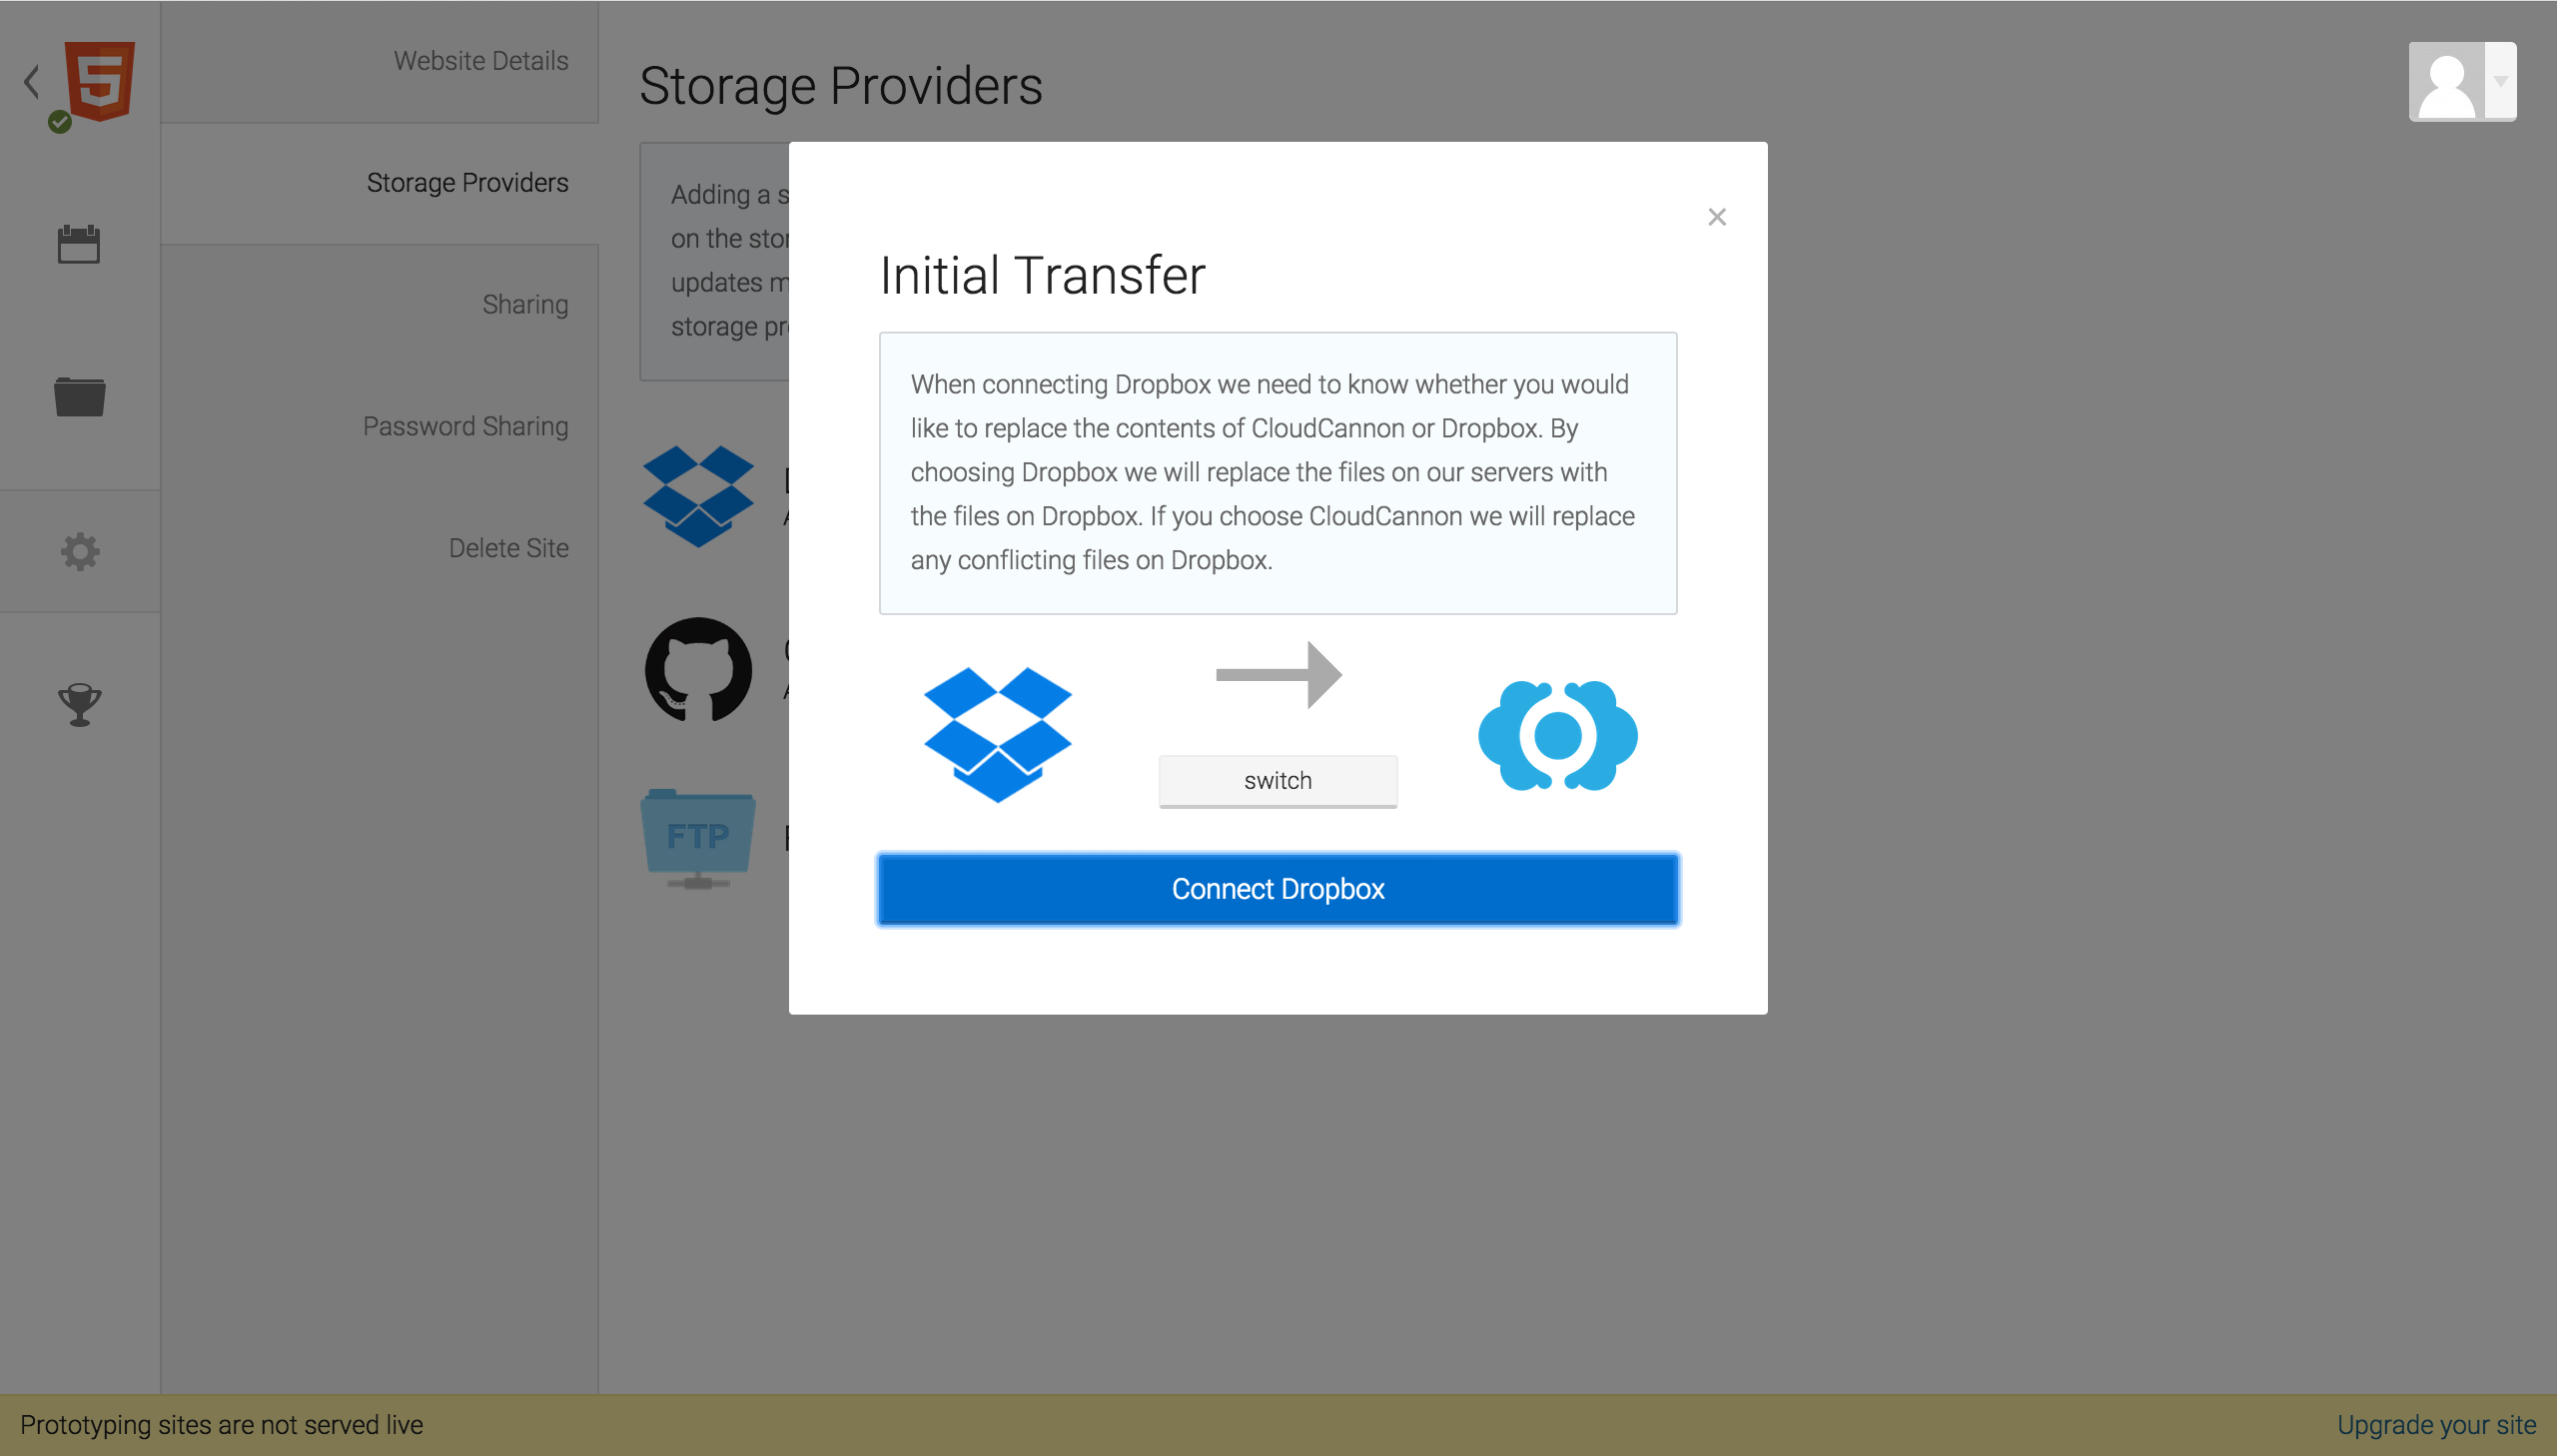 Website Details
Storage Providers
Sharing
Password Sharing
Delete Site
Storage Providers
Adding a
on the
updates
storage
FTP
Initial Transfer
When connecting Dropbox we need to know whether you would
like to replace the contents of CloudCannon or Dropbox. By
choosing Dropbox we will replace the files on our servers with
the files on Dropbox. If you choose CloudCannon we will replace
any conflicting files on Dropbox.
switch
Connect Dropbox
Prototyping sites are not served live
Upgrade your site